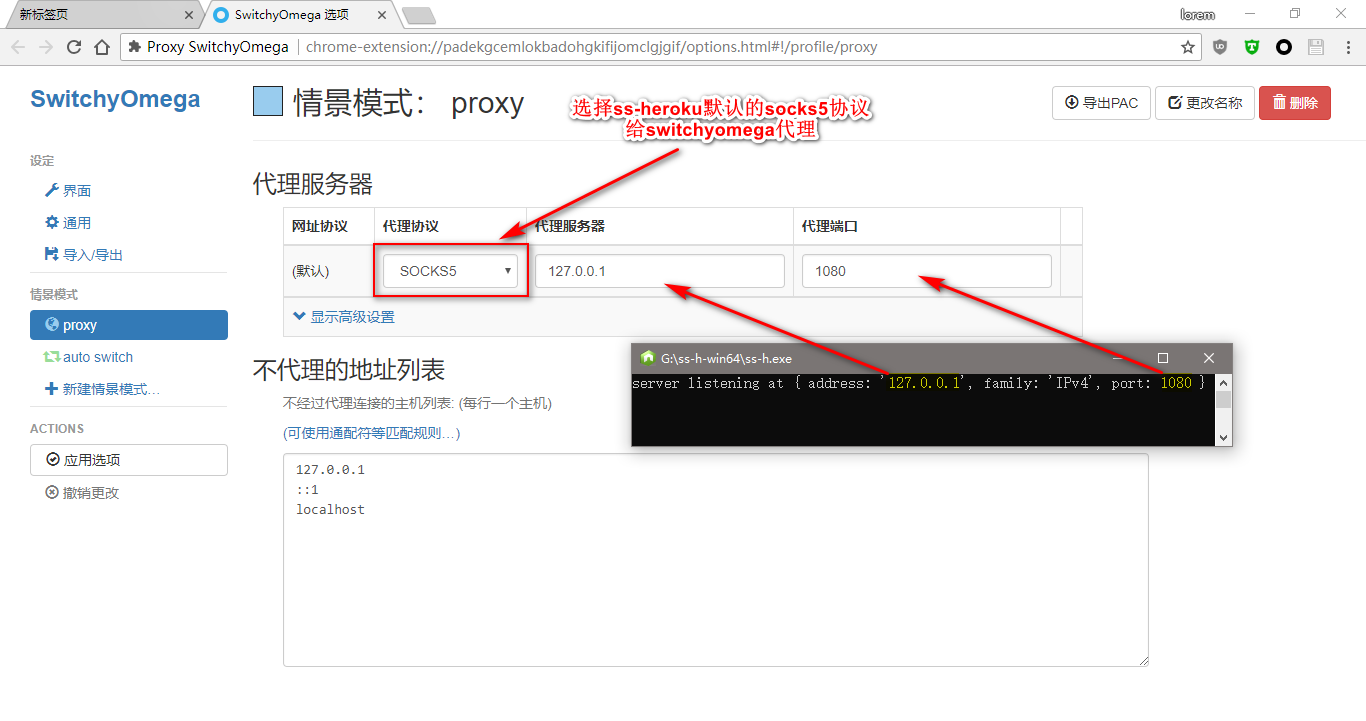 新标签页
SwitchyOmega 选项
lorem
Proxy SwitchyOmega
chrome-extension://padekgcemlokbadohgkifijomclgjgif/options.html#!/profile/proxy
SwitchyOmega
设定
界面
通用
导入/导出
情景模式
proxy
auto switch
新建情景模式…
ACTIONS
应用选项
撤销更改
情景模式： proxy
选择ss-heroku默认的socks5协议
给switchyomega代理
导出PAC
更改名称
删除
代理服务器
网址协议 代理协议 代理服务器 代理端口
(默认) SOCKS5 127.0.0.1 1080
显示高级设置
G:\ss-h-win64\ss-h.exe
server listening at { address: '127.0.0.1', family: 'IPv4', port: 1080 }
不代理的地址列表
不经过代理连接的主机列表: (每行一个主机)
(可使用通配符等匹配规则…)
127.0.0.1
::1
localhost